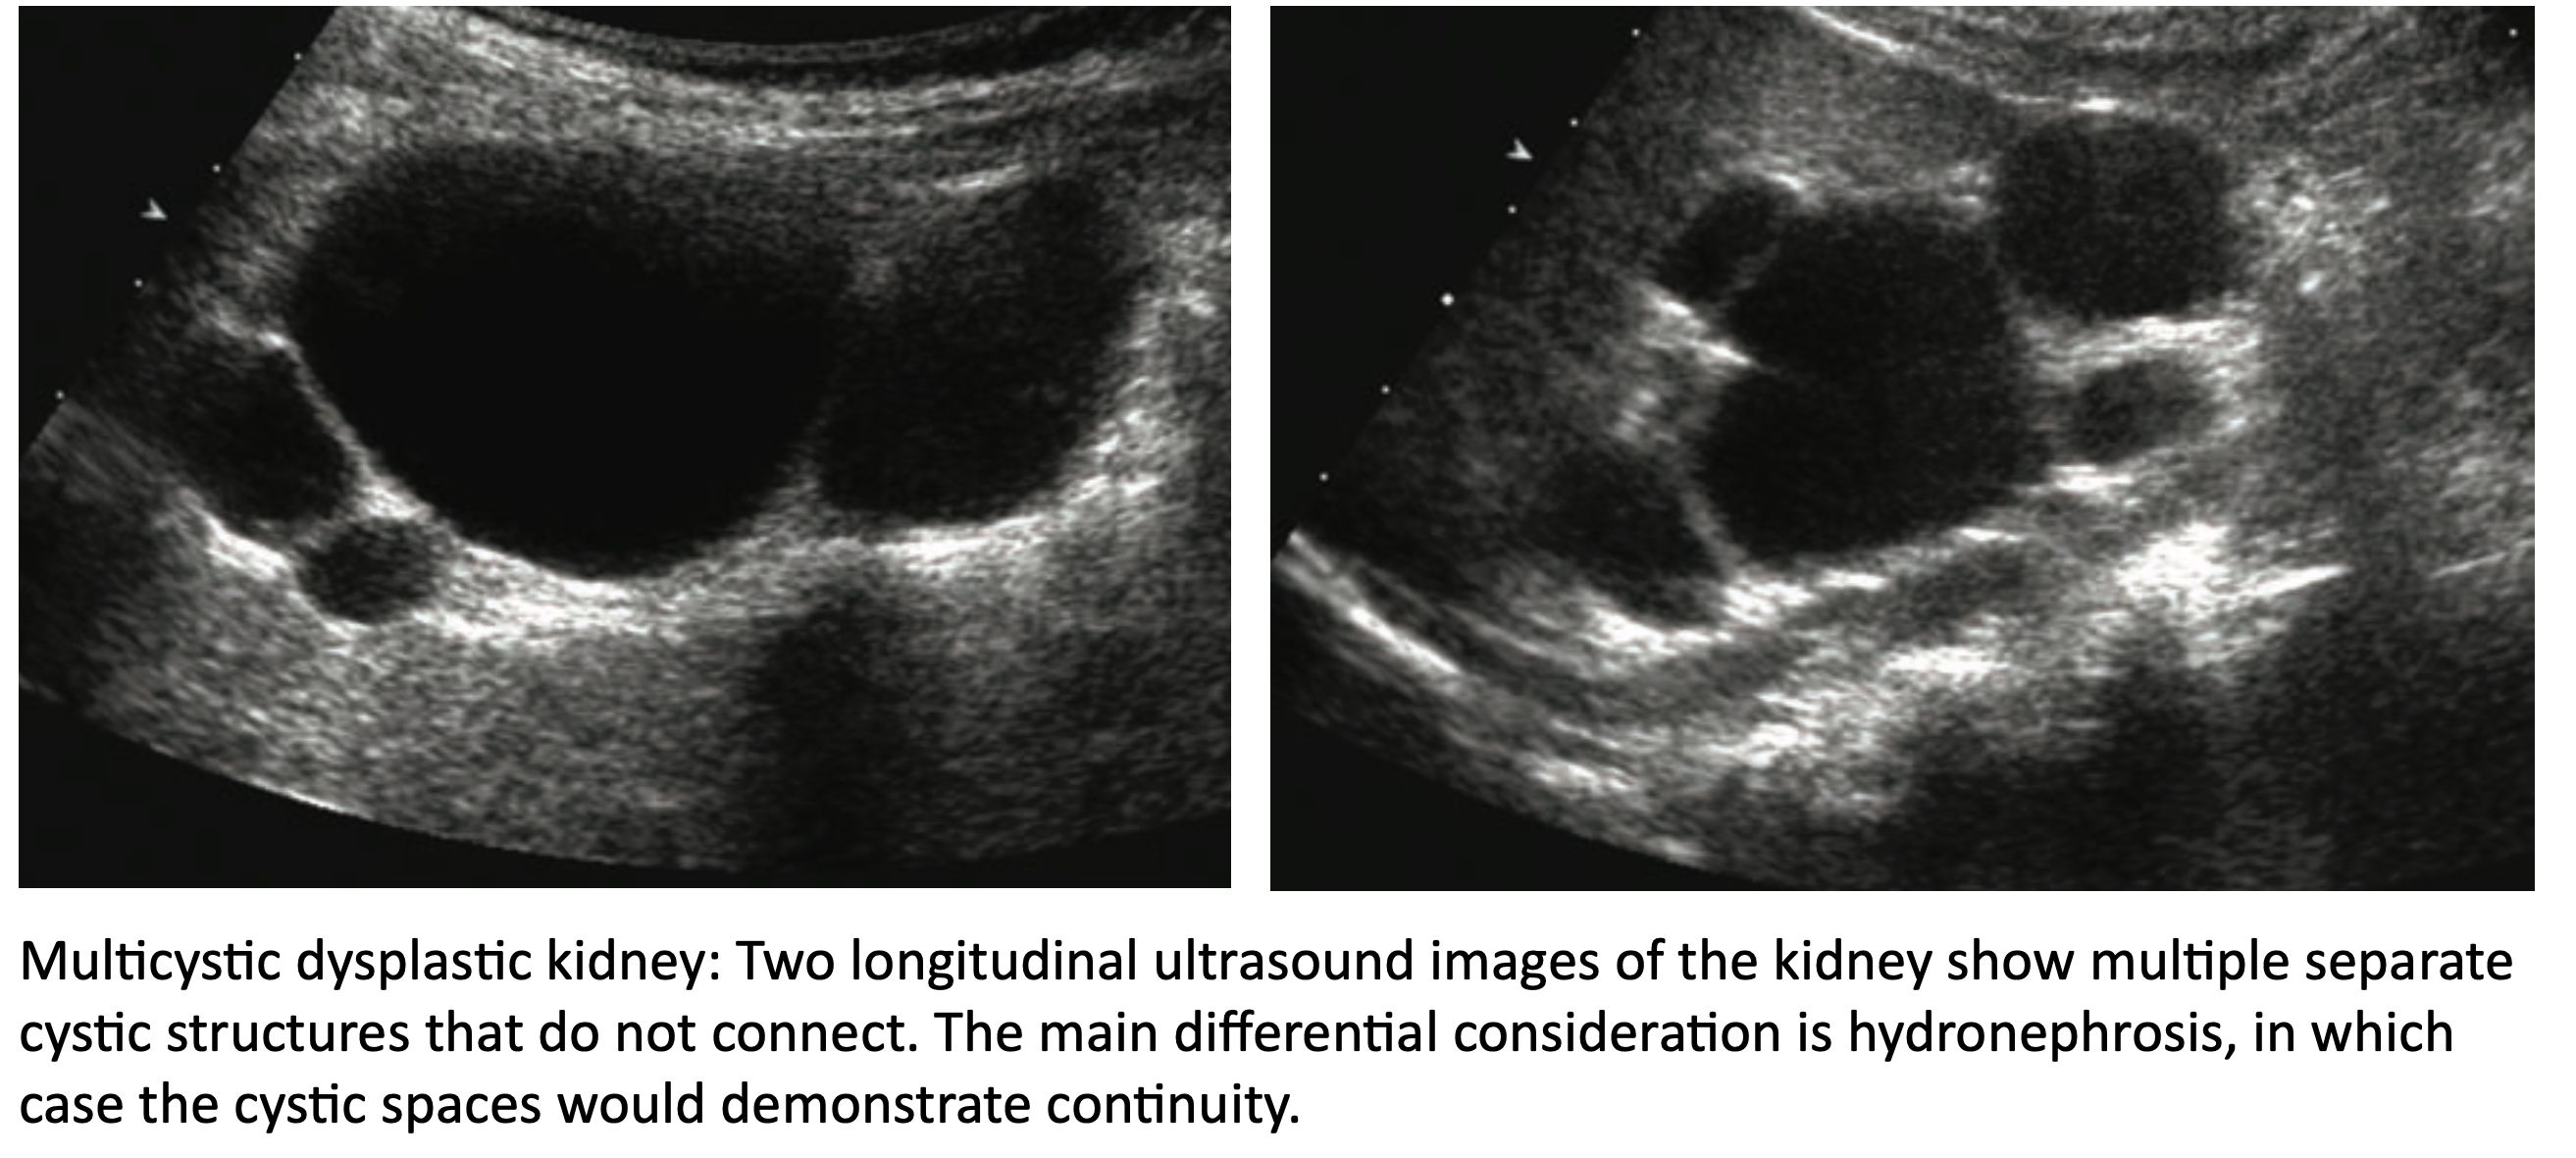 Multicystic dysplastic kidney: Two longitudinal ultrasound images of the kidney show multiple separate
cystic structures that do not connect. The main differential consideration is hydronephrosis, in which
case the cystic spaces would demonstrate continuity.